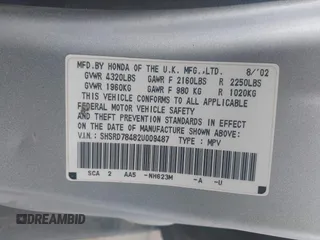 MFD.BY HONDA OF THE U.K. MFG.,LTD. 8/'02
GVWR 4320LBS GAWR F 2160LBS R 2250LBS
GVWR 1960KG GAWR F 980 KG R 1020KG
THIS VEHICLE CONFORMS TO ALL APPLICABLE
FEDERAL MOTOR VEHICLE SAFETY
AND THEFT PREVENTION STANDARDS IN EFFECT
ON THE DATE OF MANUFACTURE SHOWN ABOVE.
V.I.N.: SHSRD78482U009487 TYPE : MPV
SCA 2 AA5 -NH623M -A -U
DREAMBID